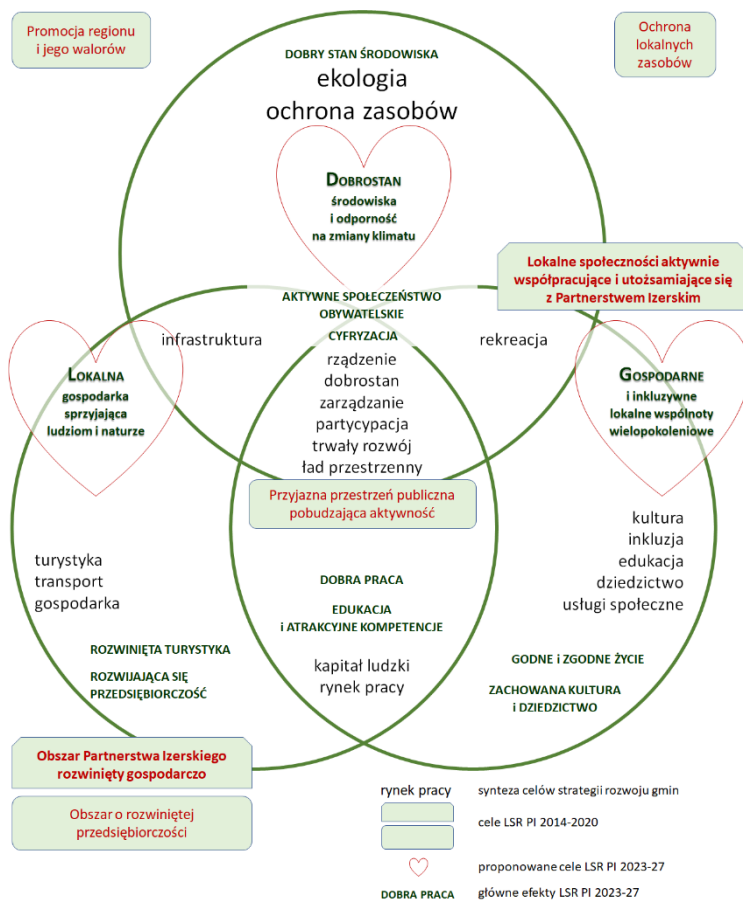 Promocja regionu
i jego walorów
Ochrona
lokalnych
zasobów
DOBRY STAN ŚRODOWISKA
ekologia
ochrona zasobów
DOBROSTAN
środowiska
i odporność
na zmiany klimatu
Lokalne społeczności aktywnie
współpracujące i utożsamiające się
z Partnerstwem Izerskim
AKTYWNE SPOŁECZEŃSTWO
OBYWATELSKIE
CYFRYZACJA
infrastruktura
rekreacja
rządzenie
dobrostan
zarządzanie
partycypacja
trwały rozwój
ład przestrzenny
LOKALNA
gospodarka
sprzyjająca
ludziom i naturze
GOSPODARNE
i inkluzywne
lokalne wspólnoty
wielopokoleniowe
Przyjazna przestrzeń publiczna
pobudzająca aktywność
kultura
inkluzja
edukacja
dziedzictwo
usługi społeczne
turystyka
transport
gospodarka
DOBRA PRACA
EDUKACJA
i ATRAKCYJNE KOMPETENCJE
kapitał ludzki
rynek pracy
ROZWINIĘTA TURYSTYKA
ROZWIJAJĄCA SIĘ
PRZEDSIĘBIORCZOŚĆ
GODNE i ZGODNE ŻYCIE
ZACHOWANA KULTURA
i DZIEDZICTWO
Obszar Partnerstwa Izerskiego
rozwinięty gospodarczo
Obszar o rozwiniętej
przedsiębiorczości
rynek pracy synteza celów strategii rozwoju gmin
cele LSR PI 2014-2020
proponowane cele LSR PI 2023-27
DOBRA PRACA główne efekty LSR PI 2023-27